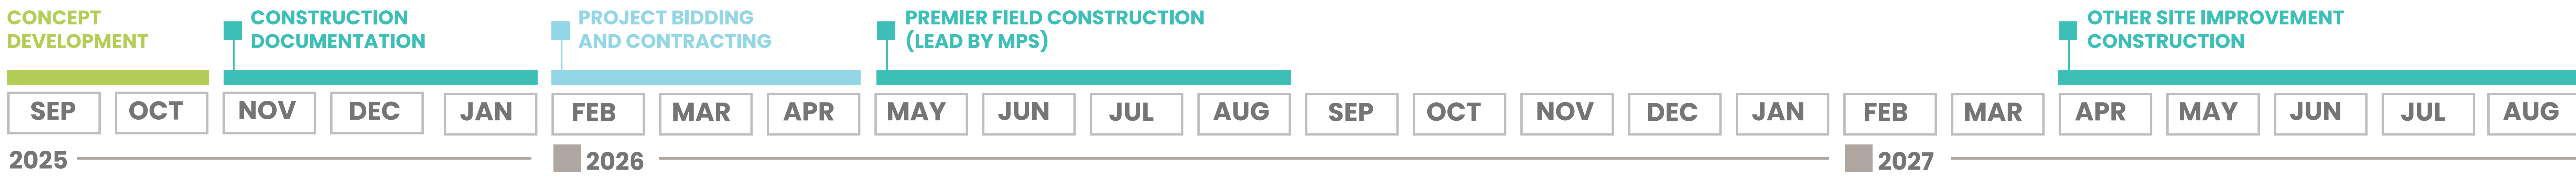 CONCEPT
DEVELOPMENT
CONSTRUCTION
DOCUMENTATION
PROJECT BIDDING
AND CONTRACTING
PREMIER FIELD CONSTRUCTION
(LEAD BY MPS)
OTHER SITE IMPROVEMENT
CONSTRUCTION
SEP OCT NOV DEC JAN FEB MAR APR MAY JUN JUL AUG SEP OCT NOV DEC JAN FEB MAR APR MAY JUN JUL AUG
2025 2026 2027